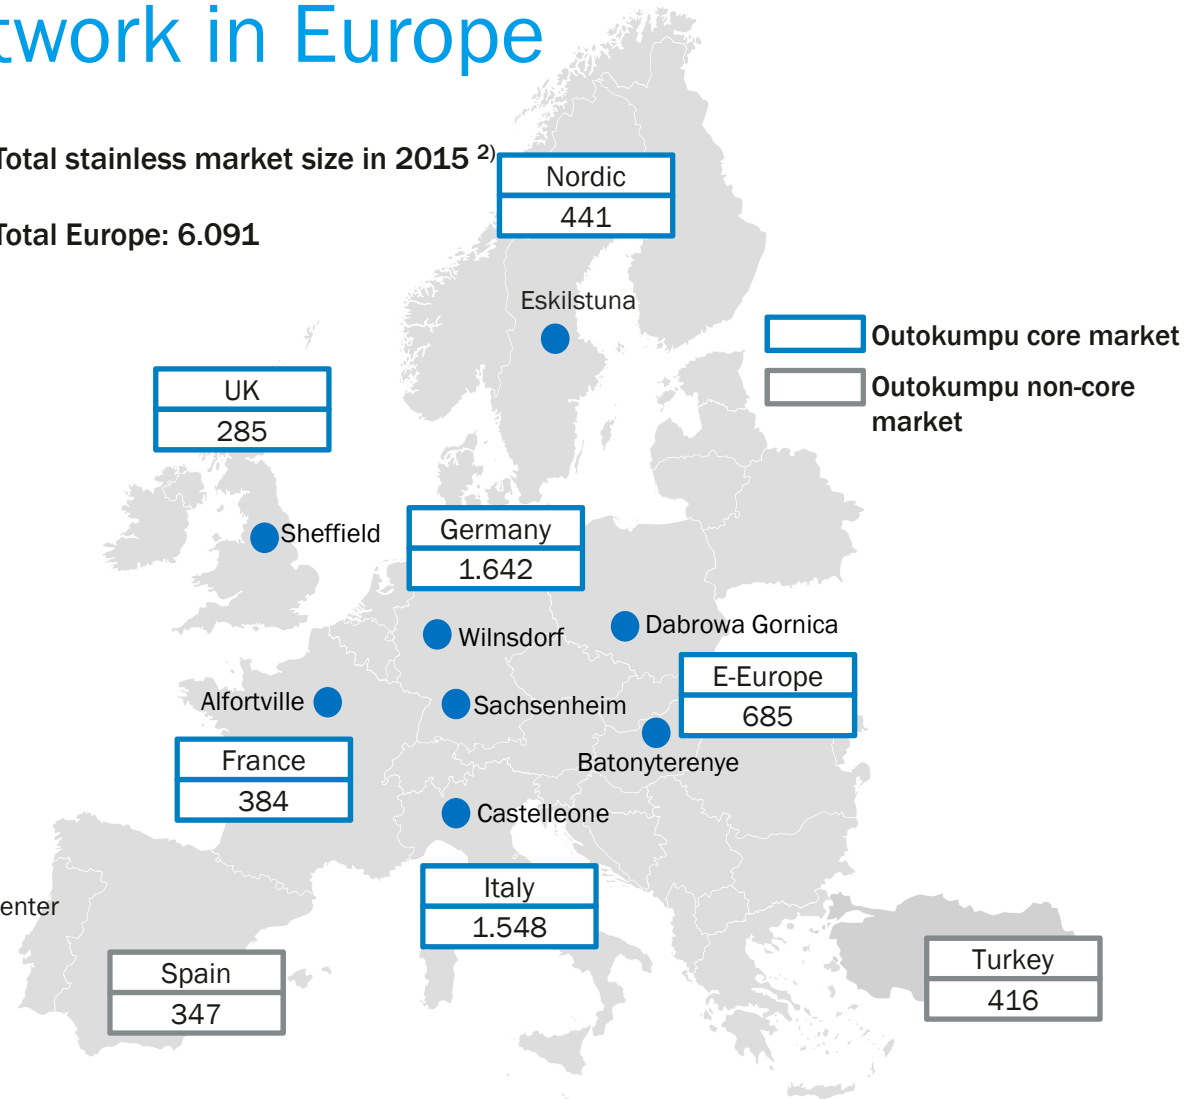 twork in Europe
Total stainless market size in 2015 2)
Total Europe: 6.091
Nordic
441
Eskilstuna
Outokumpu core market
Outokumpu non-core
market
UK
285
Sheffield
Germany
1.642
Wilnsdorf
Dabrowa Gornica
E-Europe
685
Alfortville
Sachsenheim
Batonyterenye
France
384
Castelleone
Italy
1.548
enter
Spain
347
Turkey
416